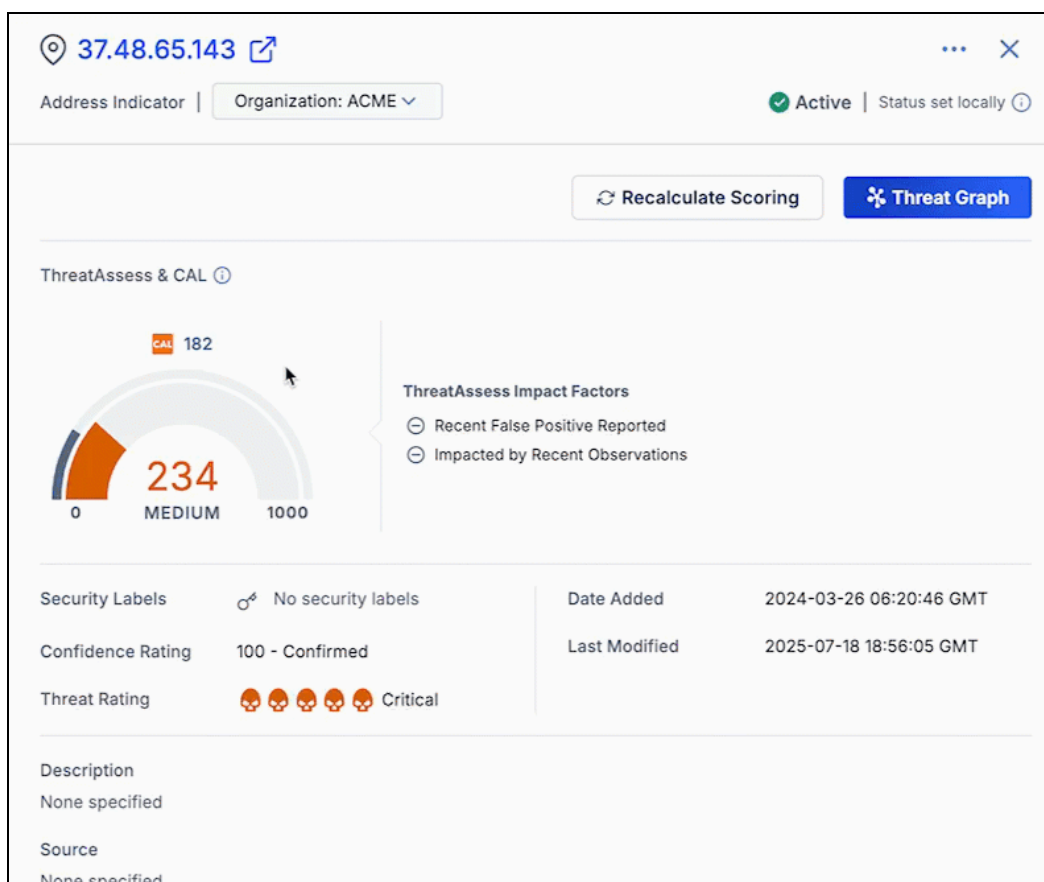 37.48.65.143
Address Indicator | Organization: ACME
Active | Status set locally
Recalculate Scoring
Threat Graph
ThreatAssess & CAL
CAL 182
234
MEDIUM
0
1000
ThreatAssess Impact Factors
Recent False Positive Reported
Impacted by Recent Observations
Security Labels No security labels
Confidence Rating 100 - Confirmed
Threat Rating Critical
Date Added 2024-03-26 06:20:46 GMT
Last Modified 2025-07-18 18:56:05 GMT
Description
None specified
Source
None specified